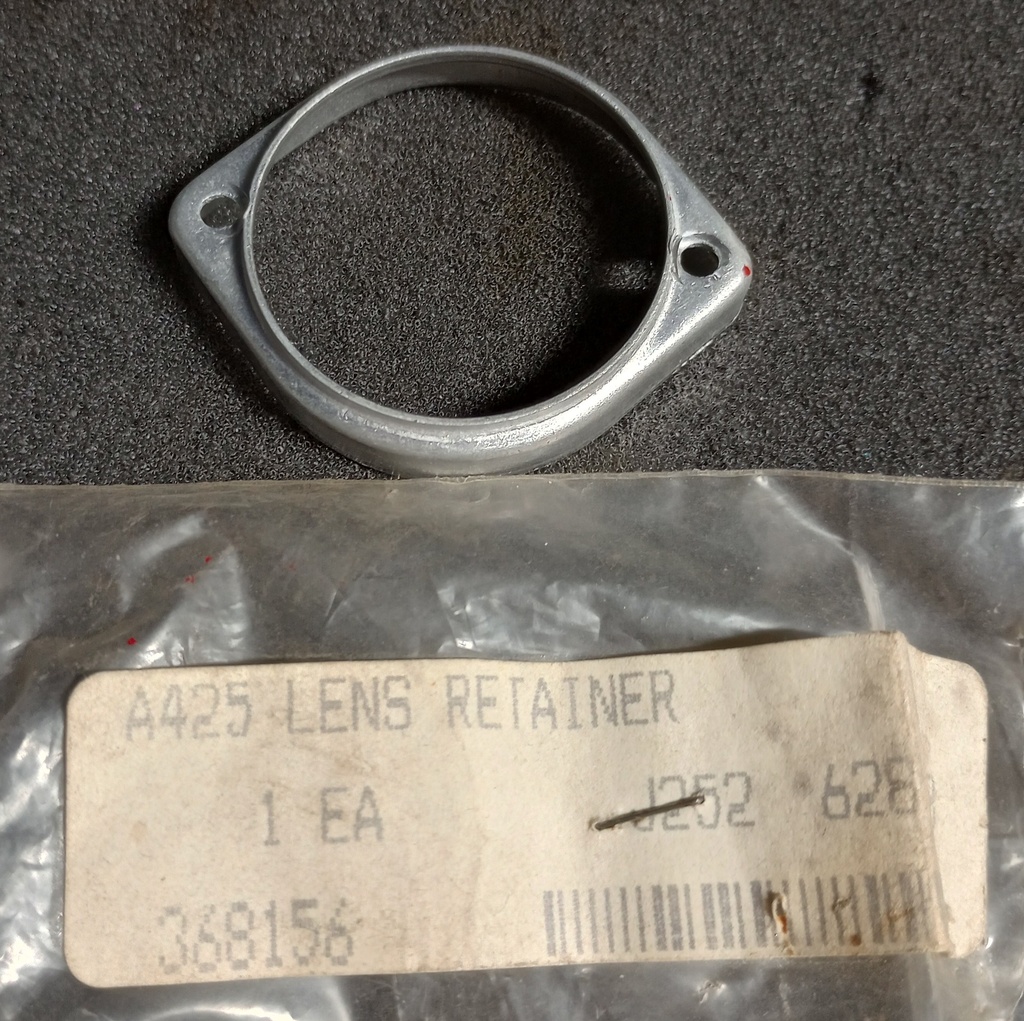 A425 LENS RETAINER
1 EA J252 628
368156